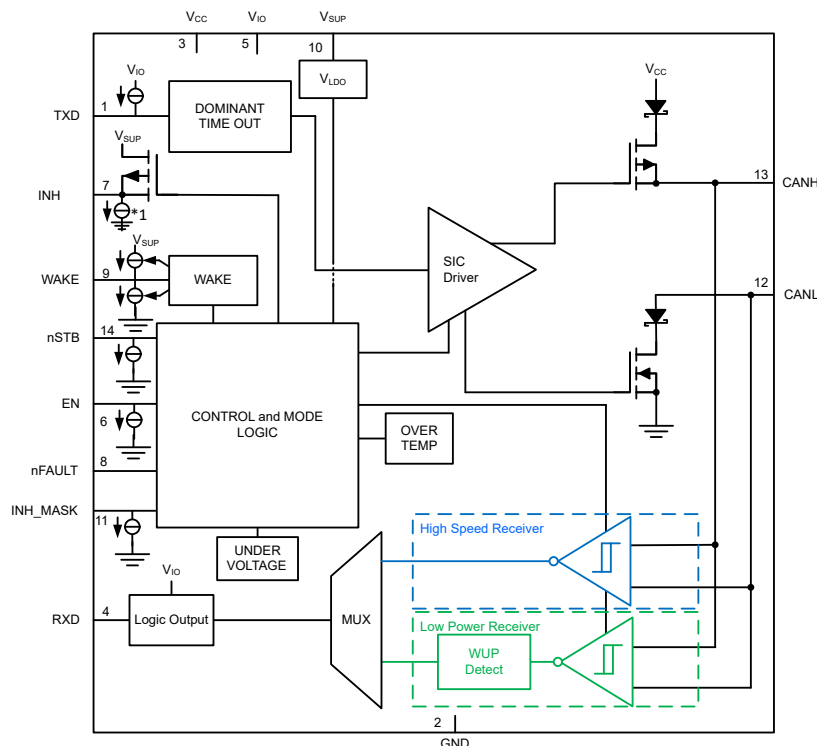 VCC
VIO
VSUP
3
5
10
VIO
VLDO
VCC
TXD
1
DOMINANT
TIME OUT
VSUP
INH
7
*1
13
CANH
VSUP
WAKE
9
WAKE
SIC
Driver
12
CANL
nSTB
14
EN
6
CONTROL and MODE
LOGIC
OVER
TEMP
nFAULT
8
INH_MASK
11
High Speed Receiver
UNDER
VOLTAGE
VIO
RXD
4
Logic Output
MUX
Low Power Receiver
WUP
Detect
2
GND